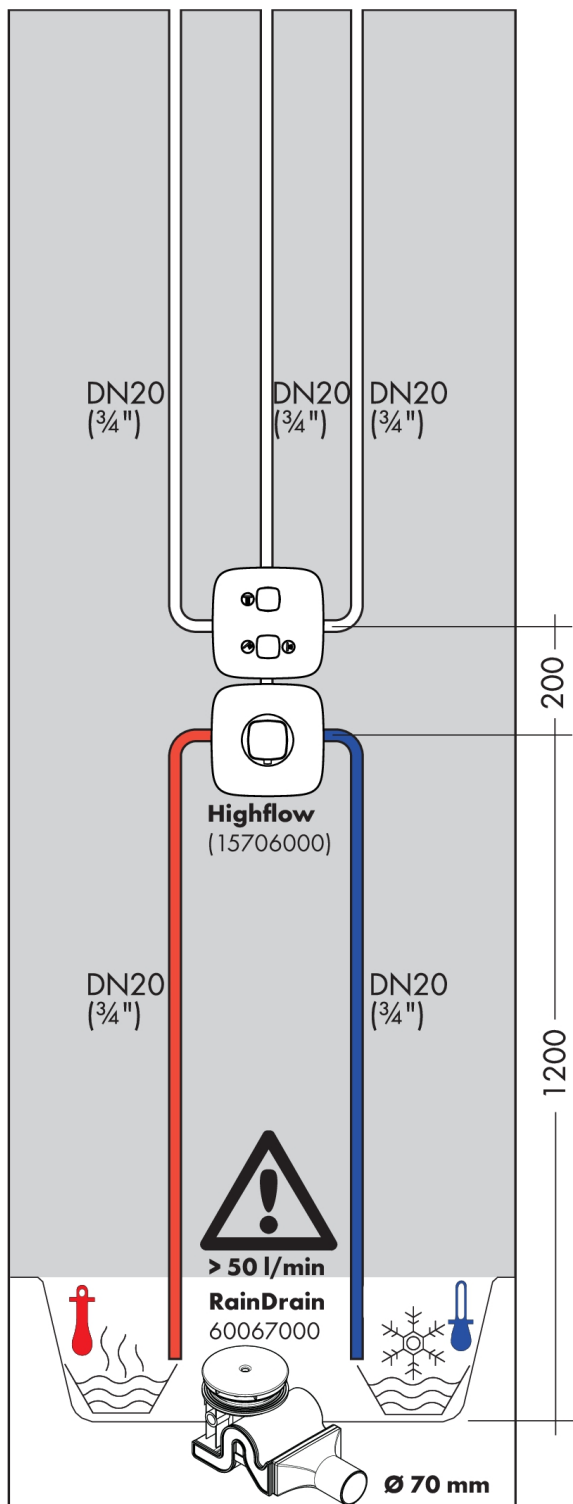 DN20
(¾")
DN20
(¾")
DN20
(¾")
200
Highflow
(15706000)
DN20
(¾")
DN20
(¾")
1200
> 50 l/min
RainDrain
60067000
Ø 70 mm